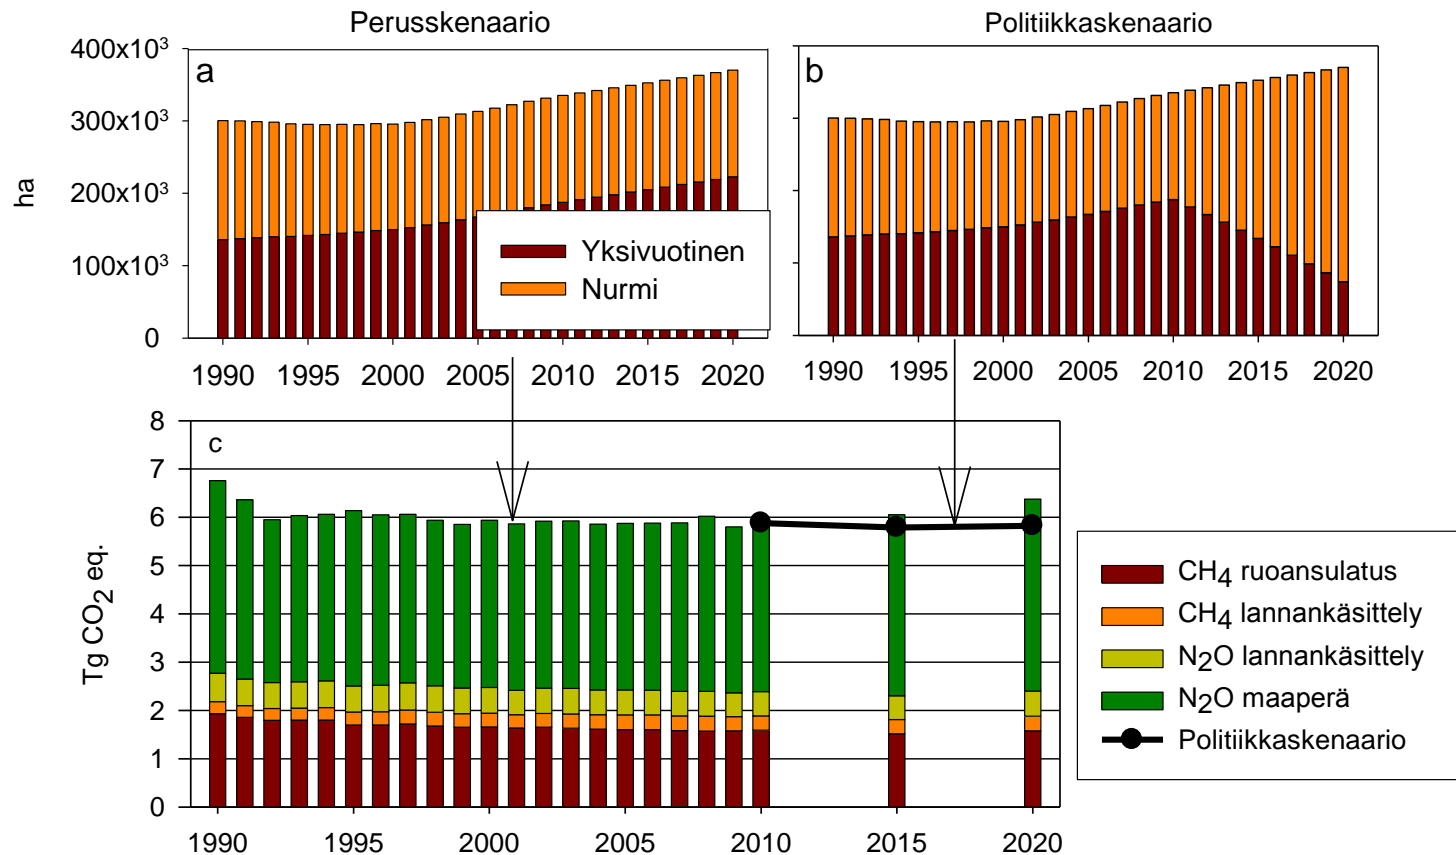 Perusskenaario
Politiikkaskenaario
ha
400x10³
300x10³
200x10³
100x10³
0
a
b
Yksivuotinen
Nurmi
1990 1995 2000 2005 2010 2015 2020
1990 1995 2000 2005 2010 2015 2020
Tg CO₂ eq.
8
7
6
5
4
3
2
1
0
c
1990 1995 2000 2005 2010 2015 2020
CH₄ ruoansulatus
CH₄ lannankäsittely
N₂O lannankäsittely
N₂O maaperä
Politiikkaskenaario